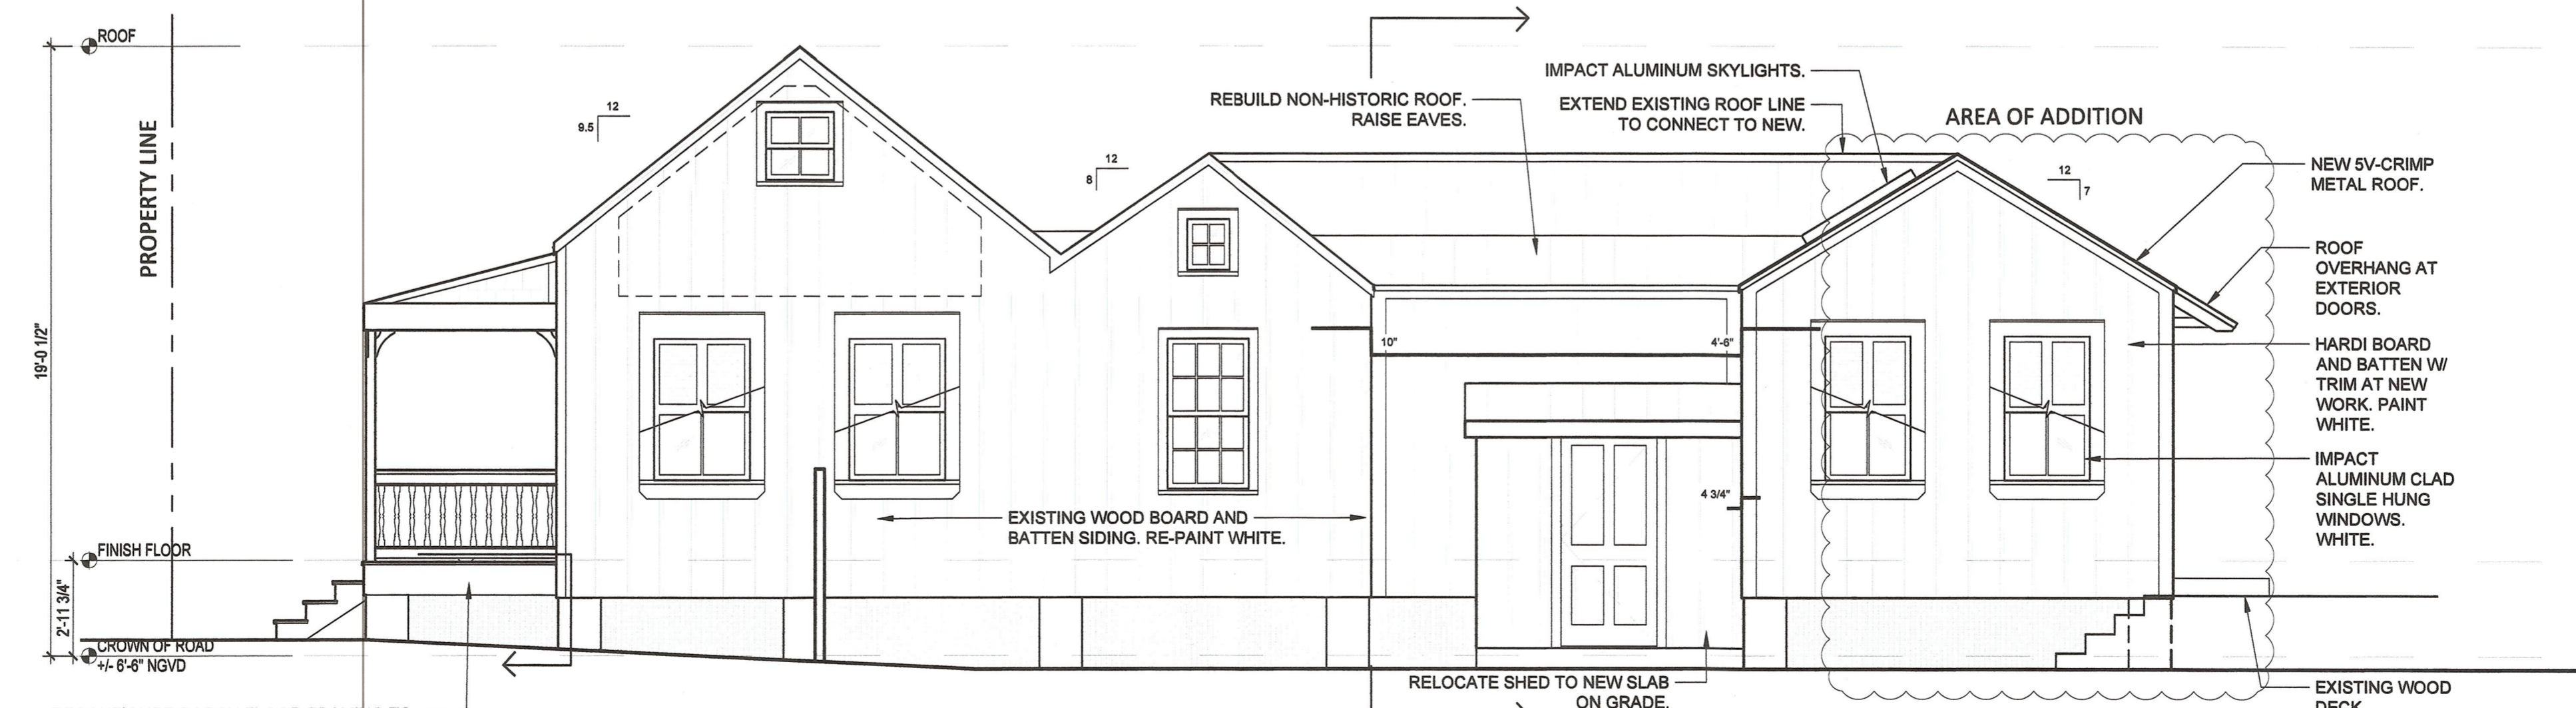 ROOF
PROPERTY LINE
19'-0 1/2"
12
9.5
12
8
REBUILD NON-HISTORIC ROOF.
RAISE EAVES.
IMPACT ALUMINUM SKYLIGHTS.
EXTEND EXISTING ROOF LINE
TO CONNECT TO NEW.
AREA OF ADDITION
12
7
NEW 5V-CRIMP
METAL ROOF.
ROOF
OVERHANG AT
EXTERIOR
DOORS.
HARDI BOARD
AND BATTEN W/
TRIM AT NEW
WORK. PAINT
WHITE.
IMPACT
ALUMINUM CLAD
SINGLE HUNG
WINDOWS.
WHITE.
10"
4'-6"
4 3/4"
EXISTING WOOD BOARD AND
BATTEN SIDING. RE-PAINT WHITE.
FINISH FLOOR
2'-11 3/4"
CROWN OF ROAD
+/- 6'-6" NGVD
RELOCATE SHED TO NEW SLAB
ON GRADE.
EXISTING WOOD
DECK